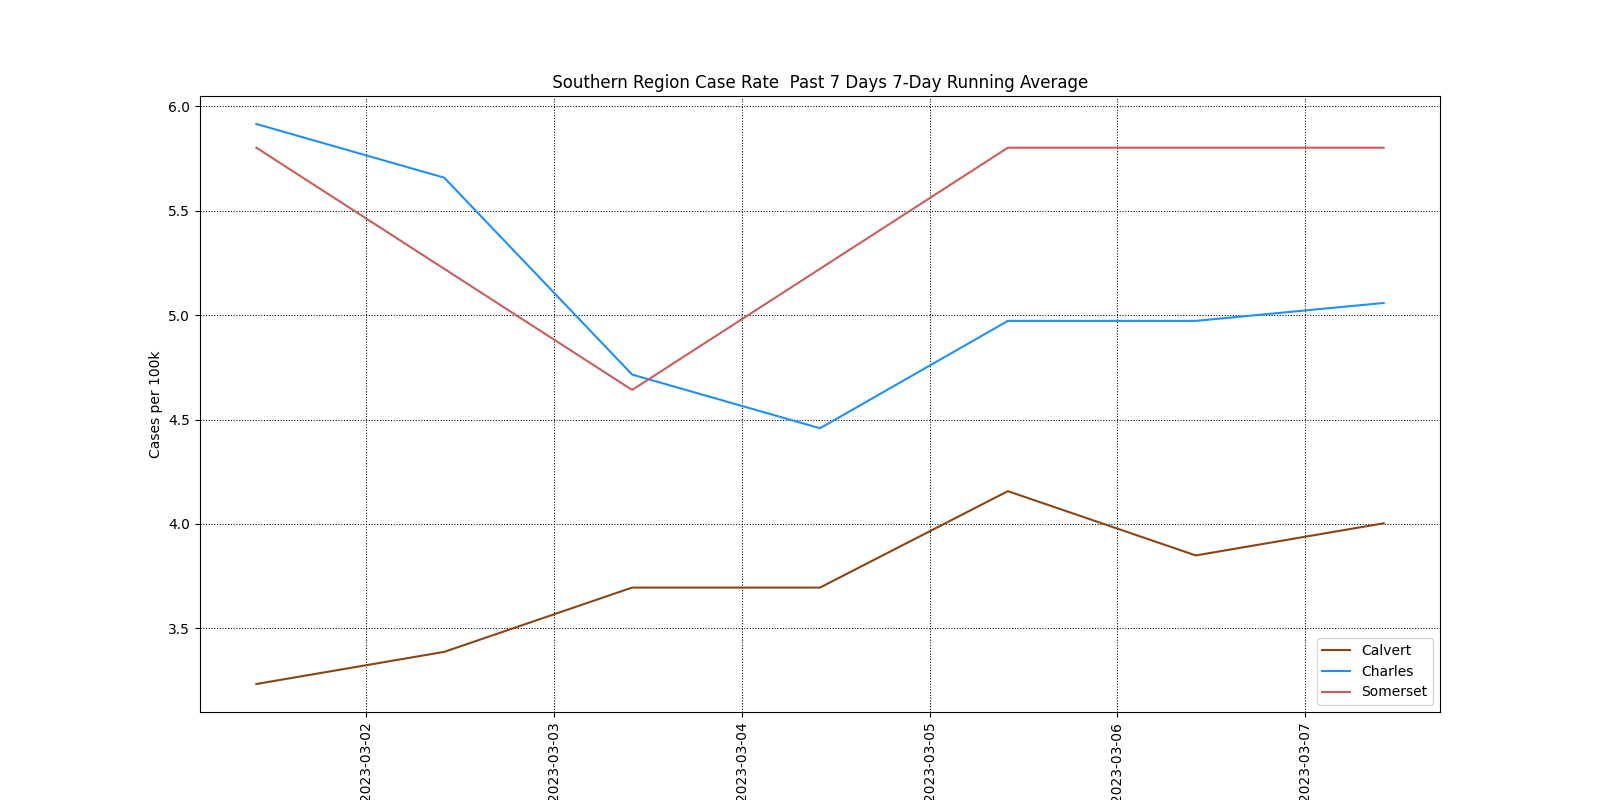 Southern Region Case Rate  Past 7 Days 7-Day Running Average
6.0
5.5
5.0
4.5
4.0
3.5
Cases per 100k
Calvert
Charles
Somerset
2023-03-02
2023-03-03
2023-03-04
2023-03-05
2023-03-06
2023-03-07